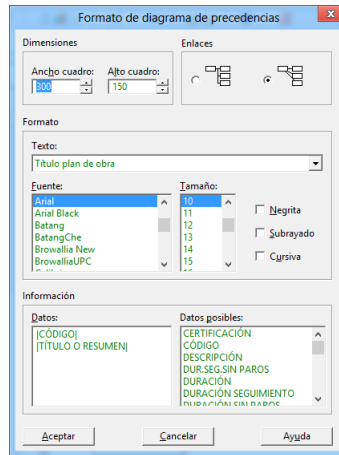 Formato de diagrama de precedencias
x
Dimensiones
Enlaces
Ancho cuadro:
Alto cuadro:
300
150
Formato
Texto:
Título plan de obra
Fuente:
Tamaño:
Arial
Arial Black
Batang
BatangChe
Browallia New
BrowalliaUPC
10
11
12
13
14
15
Negrita
Subrayado
Cursiva
Información
Datos:
Datos posibles:
|CÓDIGO|
|TÍTULO O RESUMEN|
CERTIFICACIÓN
CÓDIGO
DESCRIPCIÓN
DUR.SEG.SIN PAROS
DURACIÓN
DURACIÓN SEGUIMIENTO
DURACIÓN SIN PAROS
Aceptar
Cancelar
Ayuda